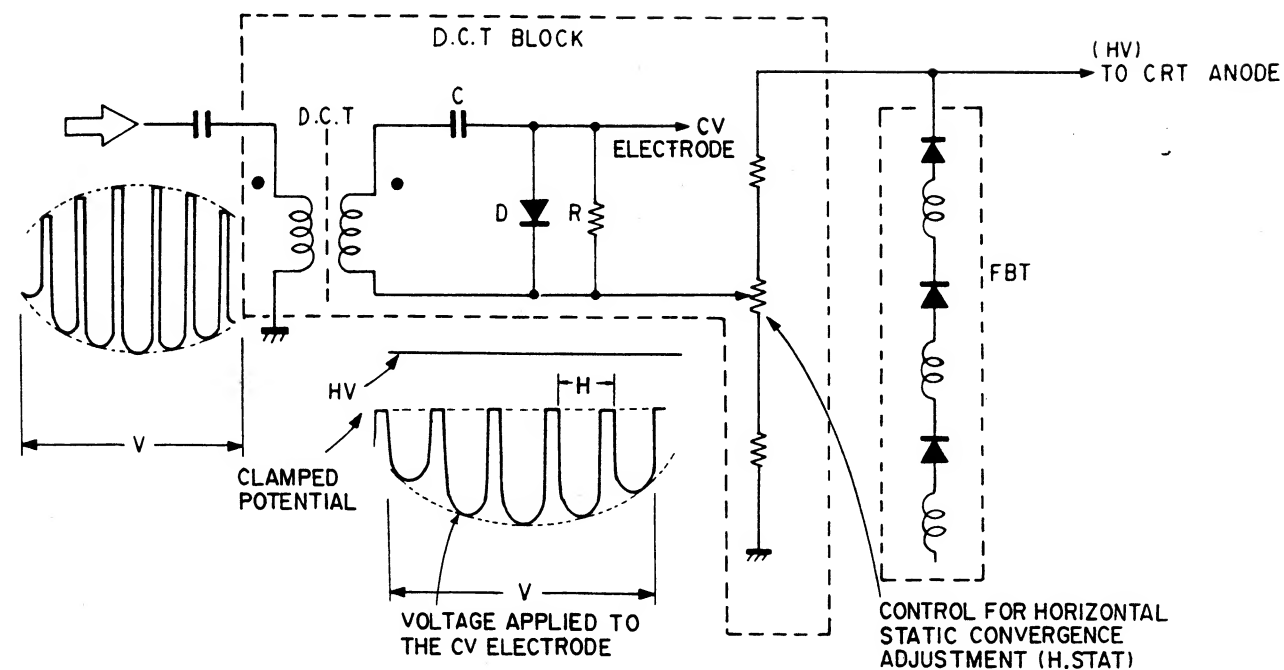 D.C.T BLOCK
(HV)
TO CRT ANODE
C
D.C.T
CV
ELECTRODE
D
R
FBT
HV
H
V
CLAMPED
POTENTIAL
V
VOLTAGE APPLIED TO
THE CV ELECTRODE
CONTROL FOR HORIZONTAL
STATIC CONVERGENCE
ADJUSTMENT (H.STAT)